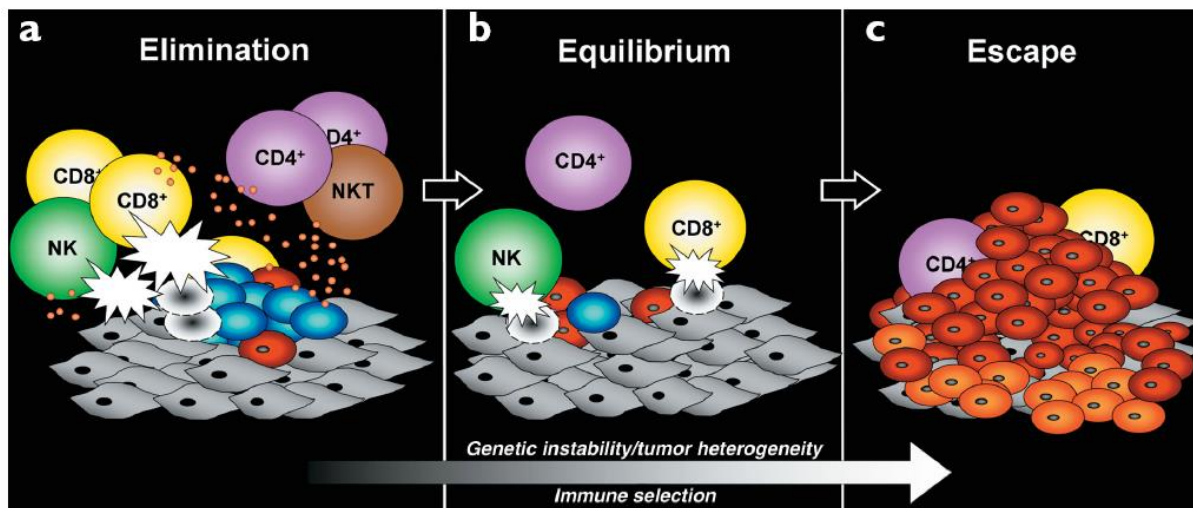 a
Elimination
CD8⁺
CD8⁺
NK
CD4⁺
D4⁺
NKT
b
Equilibrium
CD4⁺
NK
CD8⁺
c
Escape
CD4⁺
CD8⁺
Genetic instability/tumor heterogeneity
Immune selection